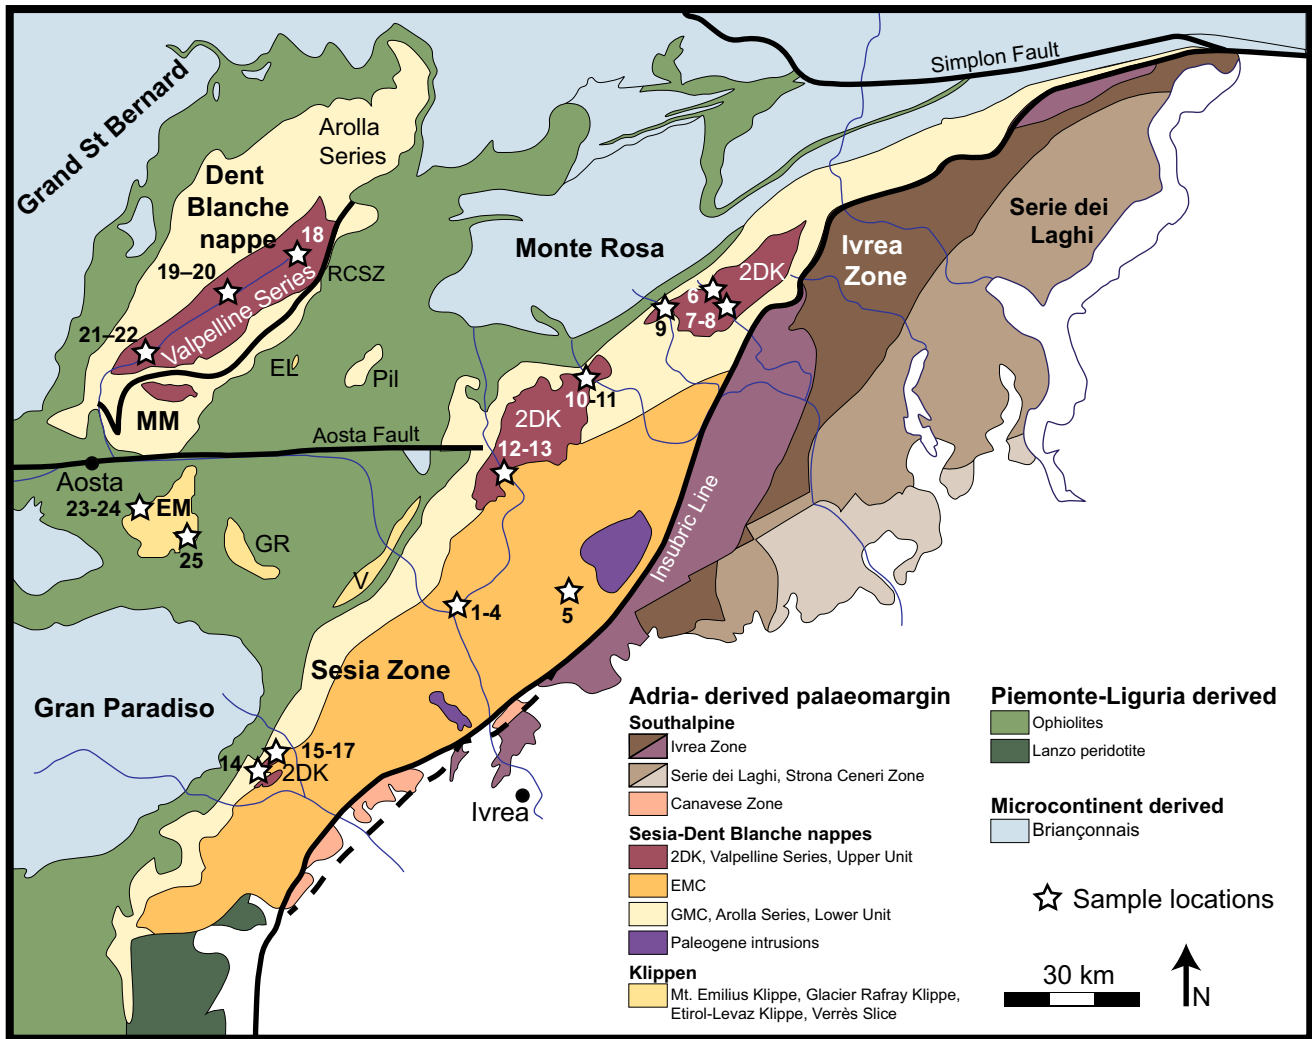 Simplon Fault
Grand St Bernard
Arolla
Series
Dent
Blanche
nappe
18
19–20
RCSZ
Valpelline Series
21–22
MM
EL
Pil
Monte Rosa
Serie dei
Laghi
Ivrea
Zone
2DK
6
7-8
9
10-11
2DK
12-13
Aosta Fault
Aosta
23-24
EM
25
GR
V
Insubric Line
1-4
5
Sesia Zone
Gran Paradiso
14
15-17
2DK
Ivrea
Adria- derived palaeomargin
Southalpine
Ivrea Zone
Serie dei Laghi, Strona Ceneri Zone
Canavese Zone
Sesia-Dent Blanche nappes
2DK, Valpelline Series, Upper Unit
EMC
GMC, Arolla Series, Lower Unit
Paleogene intrusions
Klippen
Mt. Emilius Klippe, Glacier Rafray Klippe,
Etirol-Levaz Klippe, Verrès Slice
Piemonte-Liguria derived
Ophiolites
Lanzo peridotite
Microcontinent derived
Briançonnais
Sample locations
30 km
N